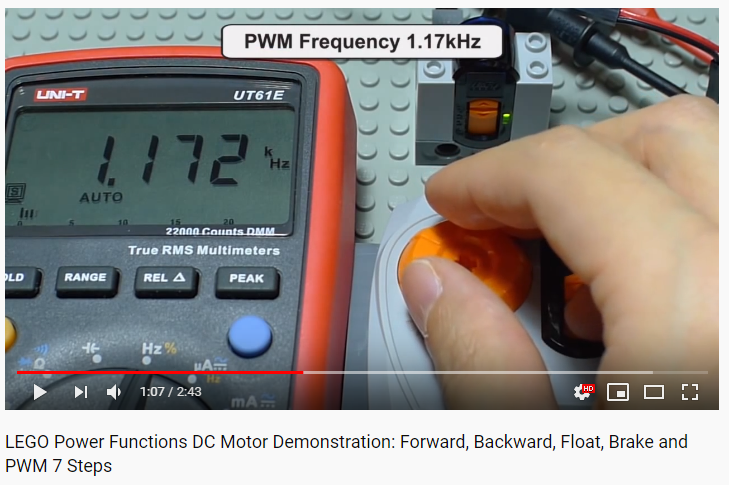 PWM Frequency 1.17kHz
UNI-T
UT61E
1.172 kHz
AUTO
0 5 10 15 20
22000 Counts DMM
True RMS Multimeters
OLD RANGE REL Δ PEAK
Hz%
µA
Hz
mA
1:07 / 2:43
HD
LEGO Power Functions DC Motor Demonstration: Forward, Backward, Float, Brake and
PWM 7 Steps